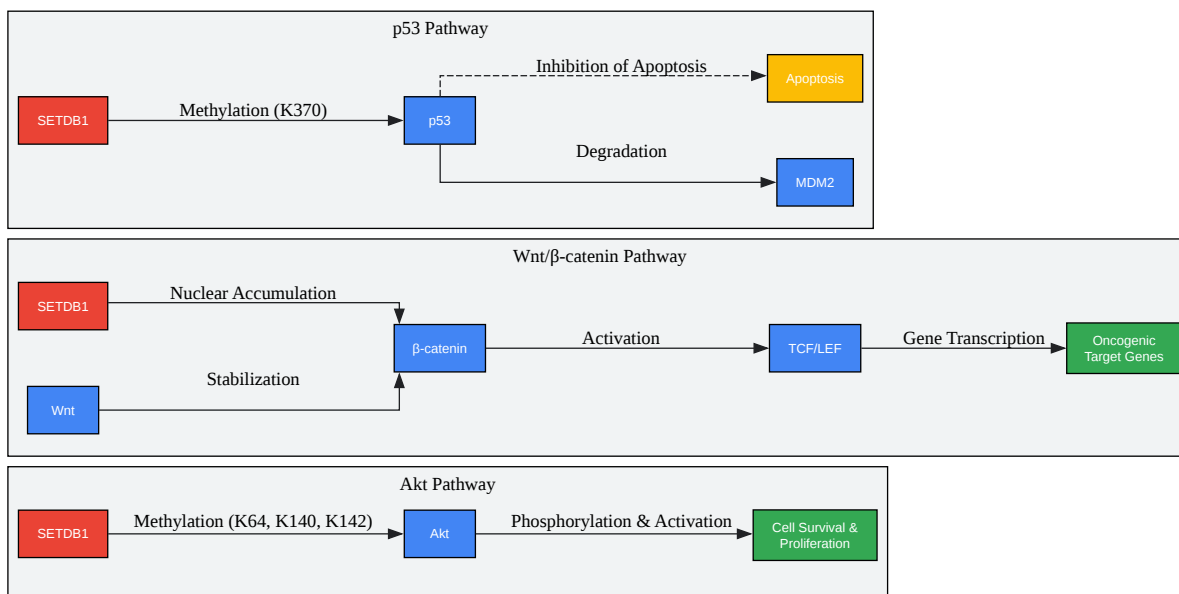 p53 Pathway
Inhibition of Apoptosis
Apoptosis
SETDB1
Methylation (K370)
p53
Degradation
MDM2
Wnt/β-catenin Pathway
SETDB1
Nuclear Accumulation
β-catenin
Activation
TCF/LEF
Gene Transcription
Oncogenic
Target Genes
Stabilization
Wnt
Akt Pathway
SETDB1
Methylation (K64, K140, K142)
Akt
Phosphorylation & Activation
Cell Survival &
Proliferation